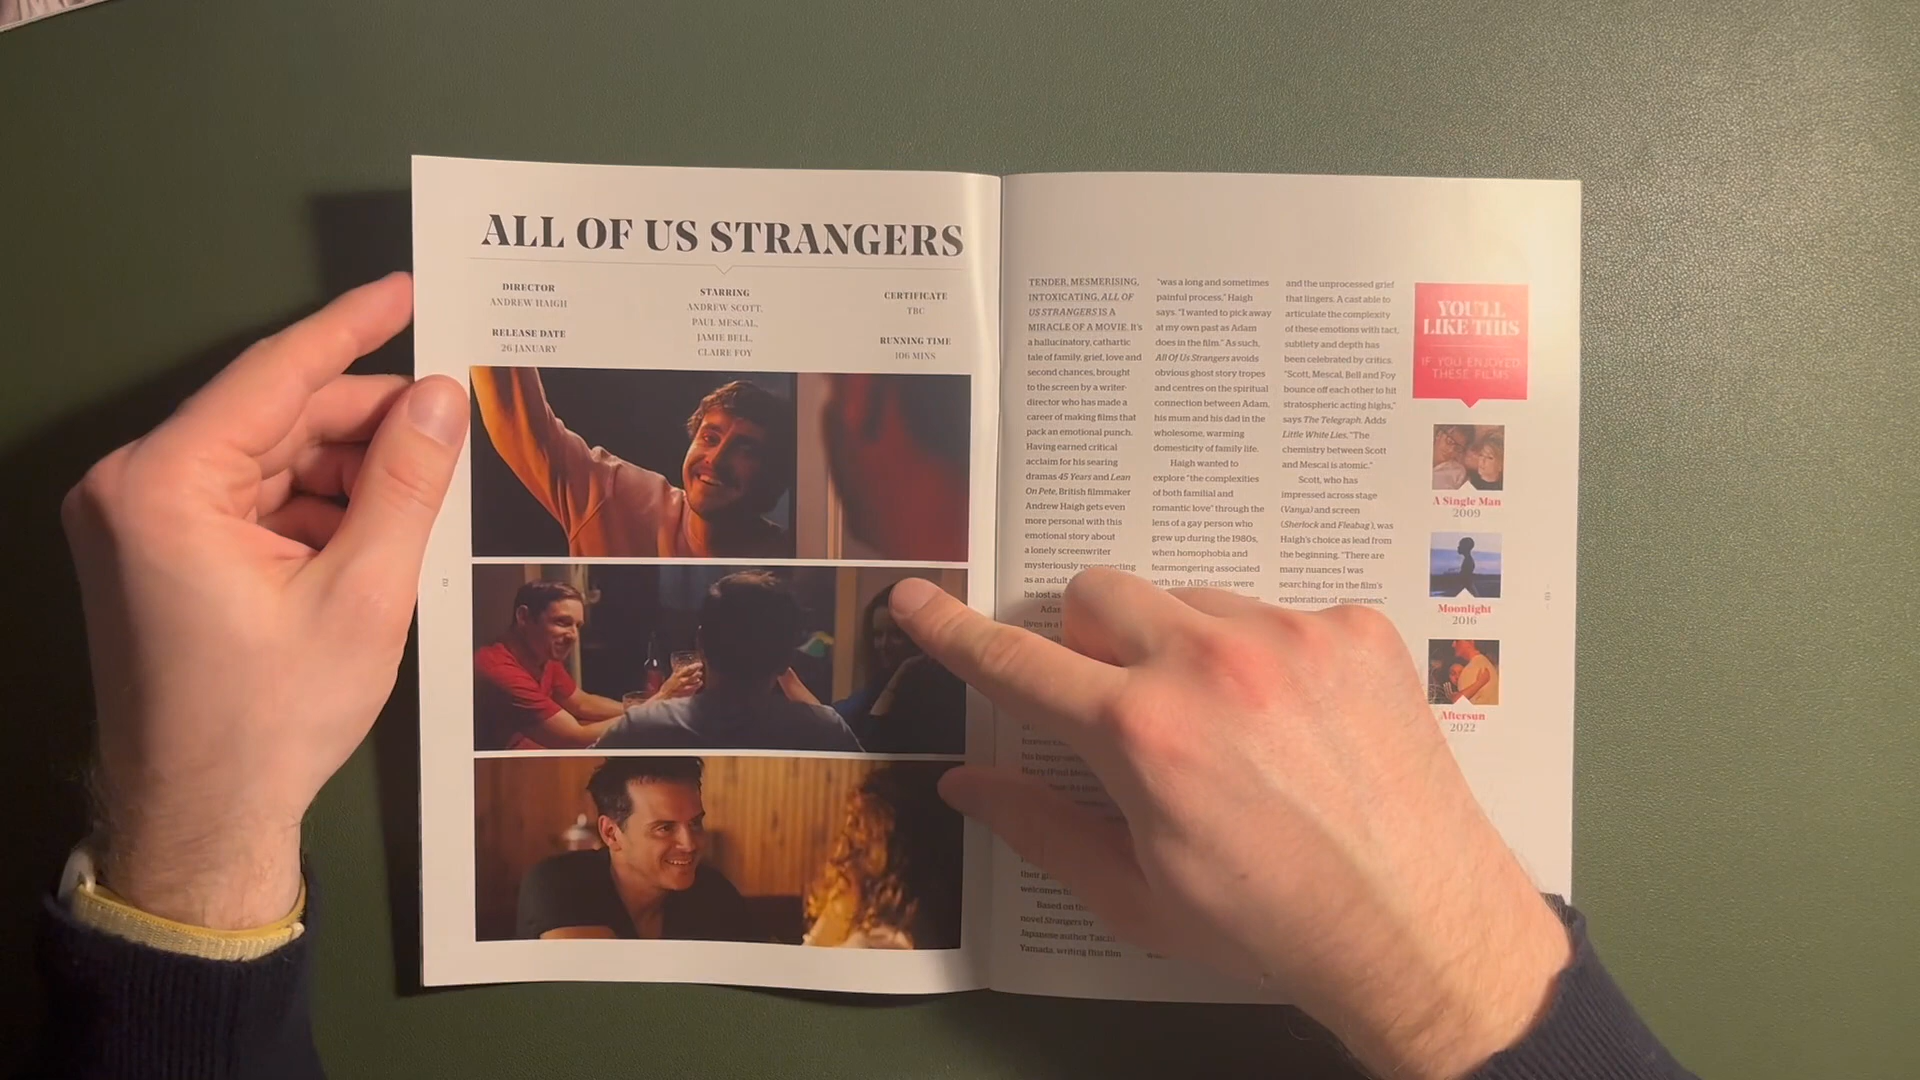 ALL OF US STRANGERS
DIRECTOR
ANDREW HAIGH
RELEASE DATE
26 JANUARY
STARRING
ANDREW SCOTT,
PAUL MESCAL,
JAMIE BELL,
CLAIRE FOY
CERTIFICATE
TBC
RUNNING TIME
106 MINS
TENDER, MESMERISING,
INTOXICATING, ALL OF
US STRANGERS IS A
MIRACLE OF A MOVIE. It's
a hallucinatory, cathartic
tale of family, grief, love and
second chances, brought
to the screen by a writer-
director who has made a
career of making films that
pack an emotional punch.
Having earned critical
acclaim for his searing
dramas 45 Years and Lean
On Pete, British filmmaker
Andrew Haigh gets even
more personal with this
emotional story about
a lonely screenwriter
mysteriously reconnecting
as an adult
he lost as
lives in a
their
welcomes
Based on the
novel Strangers by
Japanese author Taichi
Yamada, writing this film
"was a long and sometimes
painful process," Haigh
says. "I wanted to pick away
at my own past as Adam
does in the film." As such,
All Of Us Strangers avoids
obvious ghost story tropes
and centres on the spiritual
connection between Adam,
his mum and his dad in the
wholesome, warming
domesticity of family life.
Haigh wanted to
explore "the complexities
of both familial and
romantic love" through the
lens of a gay person who
grew up during the 1980s,
when homophobia and
fearmongering associated
with the AIDS crisis were
and the unprocessed grief
that lingers. A cast able to
articulate the complexity
of these emotions with tact,
subtlety and depth has
been celebrated by critics.
"Scott, Mescal, Bell and Foy
bounce off each other to hit
stratospheric acting highs,"
says The Telegraph. Adds
Little White Lies, "The
chemistry between Scott
and Mescal is atomic."
Scott, who has
impressed across stage
(Vanya) and screen
(Sherlock and Fleabag), was
Haigh's choice as lead from
the beginning. "There are
many nuances I was
searching for in the film's
exploration of queerness,"
YOU'LL
LIKE THIS
IF YOU ENJOYED
THESE FILMS
A Single Man
2009
Moonlight
2016
Aftersun
2022